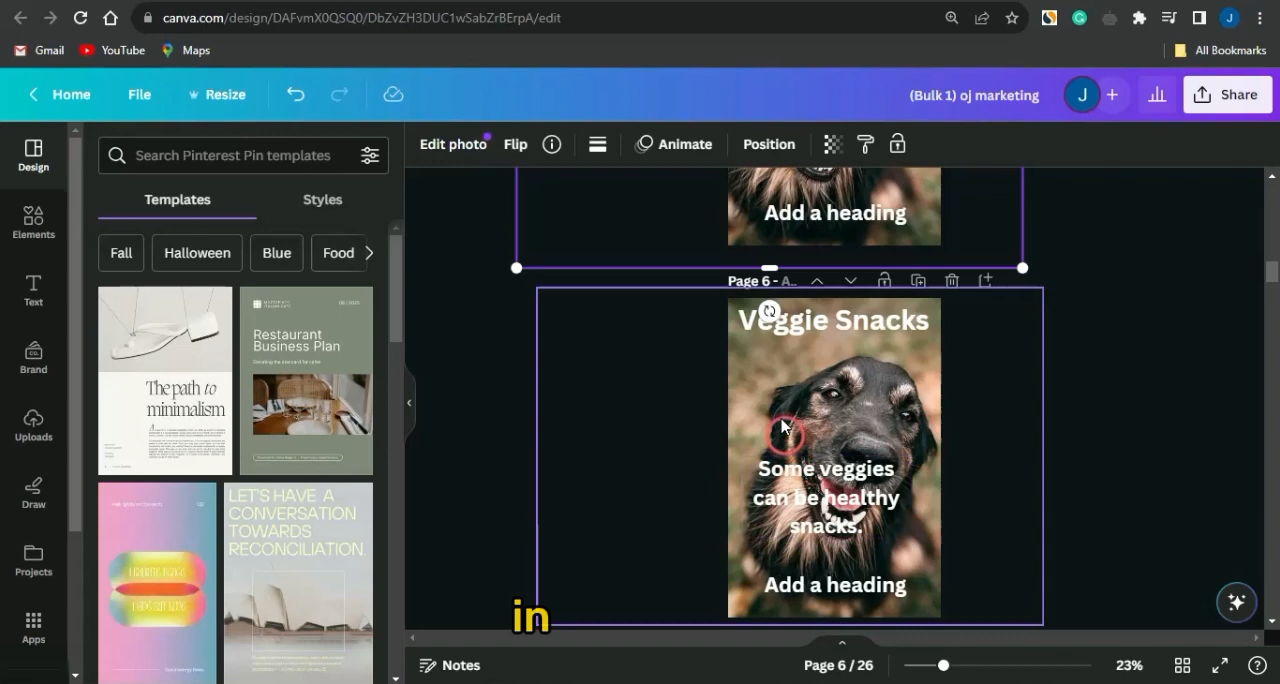 canva.com/design/DAFvmX0QSQ0/DbZvZH3DUC1wSabZrBErpA/edit
J
Gmail
YouTube
Maps
All Bookmarks
Home
File
Resize
(Bulk 1) oj marketing
J
Share
Design
Elements
Text
Brand
Uploads
Draw
Projects
Apps
Search Pinterest Pin templates
Templates
Styles
Fall
Halloween
Blue
Food
The path to
minimalism
Restaurant
Business Plan
LET'S HAVE A
CONVERSATION
TOWARDS
RECONCILIATION.
Edit photo
Flip
Animate
Position
Add a heading
Page 6 - A...
Veggie Snacks
Some veggies
can be healthy
snacks.
Add a heading
in
Notes
Page 6 / 26
23%